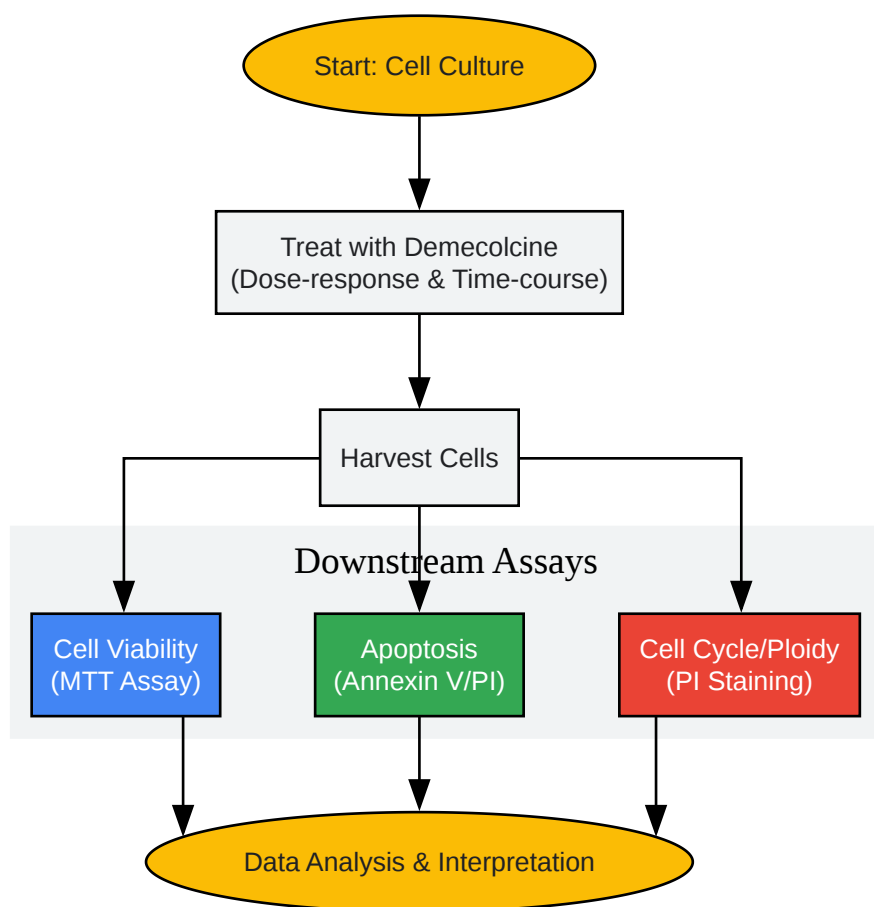 Start: Cell Culture
Treat with Demecolcine
(Dose-response & Time-course)
Harvest Cells
Downstream Assays
Cell Viability
(MTT Assay)
Apoptosis
(Annexin V/PI)
Cell Cycle/Ploidy
(PI Staining)
Data Analysis & Interpretation